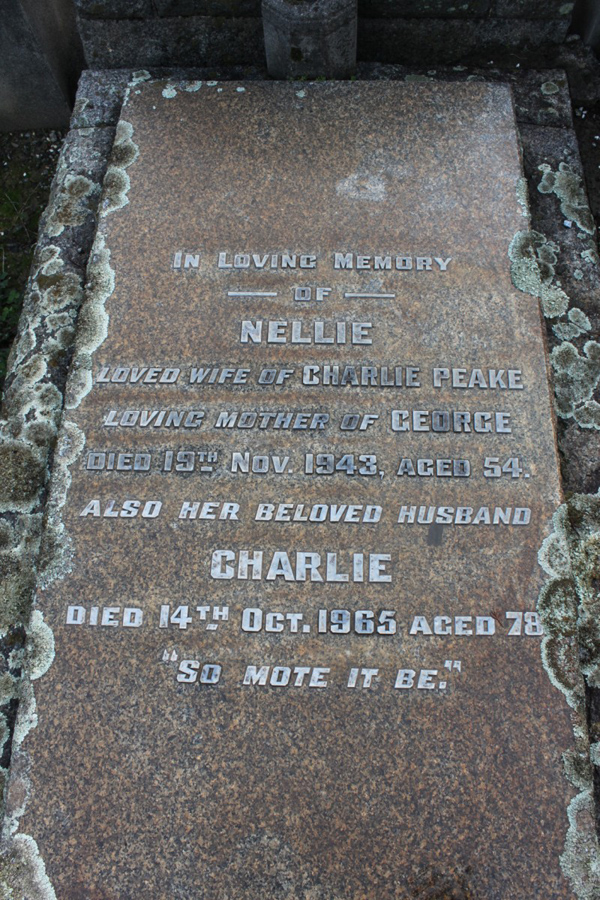 In Loving Memory
— OF —
NELLIE
LOVED WIFE OF CHARLIE PEAKE
LOVING MOTHER OF GEORGE
DIED 19TH Nov. 1943, AGED 54.
ALSO HER BELOVED HUSBAND
CHARLIE
DIED 14TH Oct. 1965 AGED 78
"So MOTE IT BE."